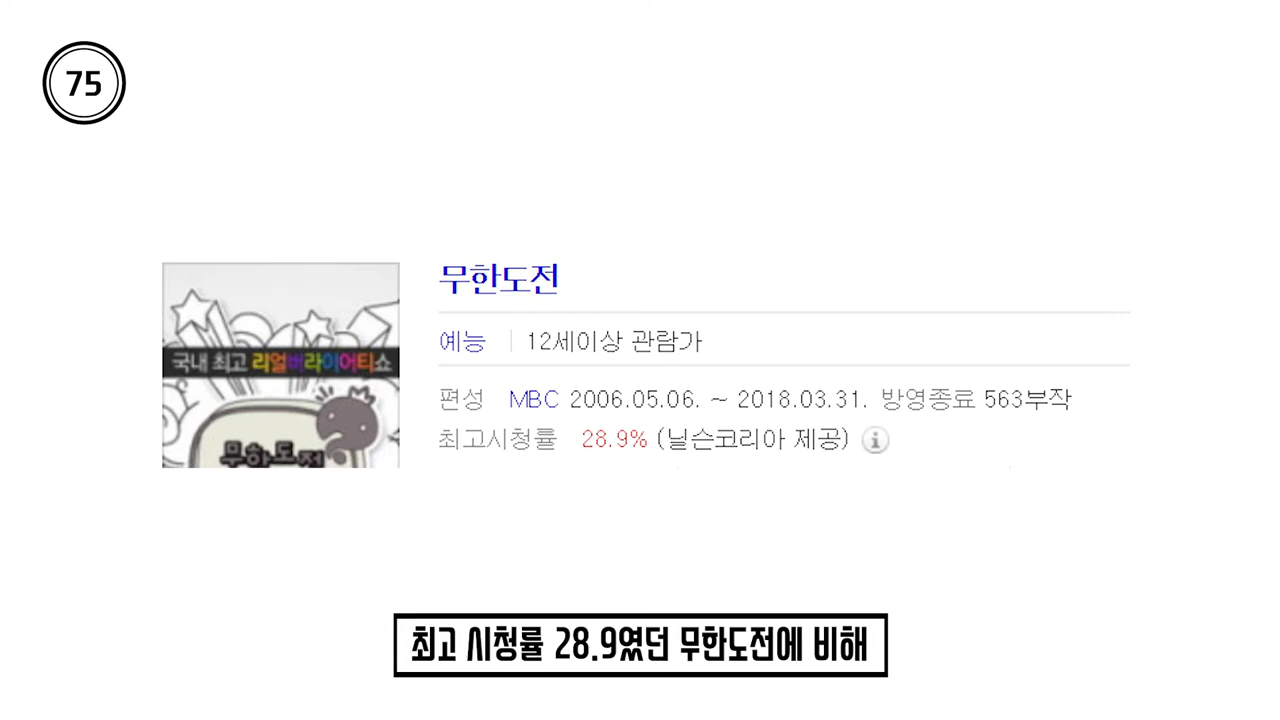 75
무한도전
국내 최고 리얼버라이어티쇼
예능 12세이상 관람가
편성 MBC 2006.05.06. ~ 2018.03.31. 방영종료 563부작
최고시청률 28.9% (닐슨코리아 제공) i
무한도전
최고 시청률 28.9였던 무한도전에 비해